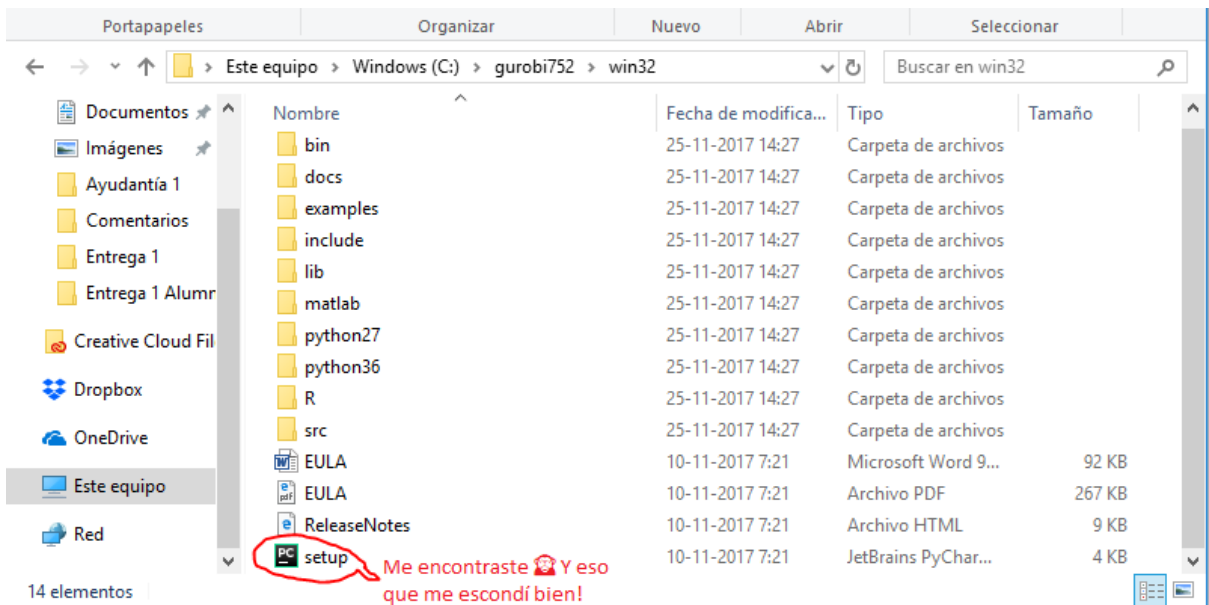 Portapapeles Organizar Nuevo Abrir Seleccionar
Este equipo > Windows (C:) > gurobi752 > win32 Buscar en win32
Nombre Fecha de modifica... Tipo Tamaño
Documentos
Imágenes
Ayudantía 1
Comentarios
Entrega 1
Entrega 1 Alumn
Creative Cloud Fil
Dropbox
OneDrive
Este equipo
Red
bin 25-11-2017 14:27 Carpeta de archivos
docs 25-11-2017 14:27 Carpeta de archivos
examples 25-11-2017 14:27 Carpeta de archivos
include 25-11-2017 14:27 Carpeta de archivos
lib 25-11-2017 14:27 Carpeta de archivos
matlab 25-11-2017 14:27 Carpeta de archivos
python27 25-11-2017 14:27 Carpeta de archivos
python36 25-11-2017 14:27 Carpeta de archivos
R 25-11-2017 14:27 Carpeta de archivos
src 25-11-2017 14:27 Carpeta de archivos
EULA 10-11-2017 7:21 Microsoft Word 9... 92 KB
EULA 10-11-2017 7:21 Archivo PDF 267 KB
ReleaseNotes 10-11-2017 7:21 Archivo HTML 9 KB
PC setup 10-11-2017 7:21 JetBrains PyChar... 4 KB
Me encontraste 🙈 Y eso
que me escondí bien!
14 elementos